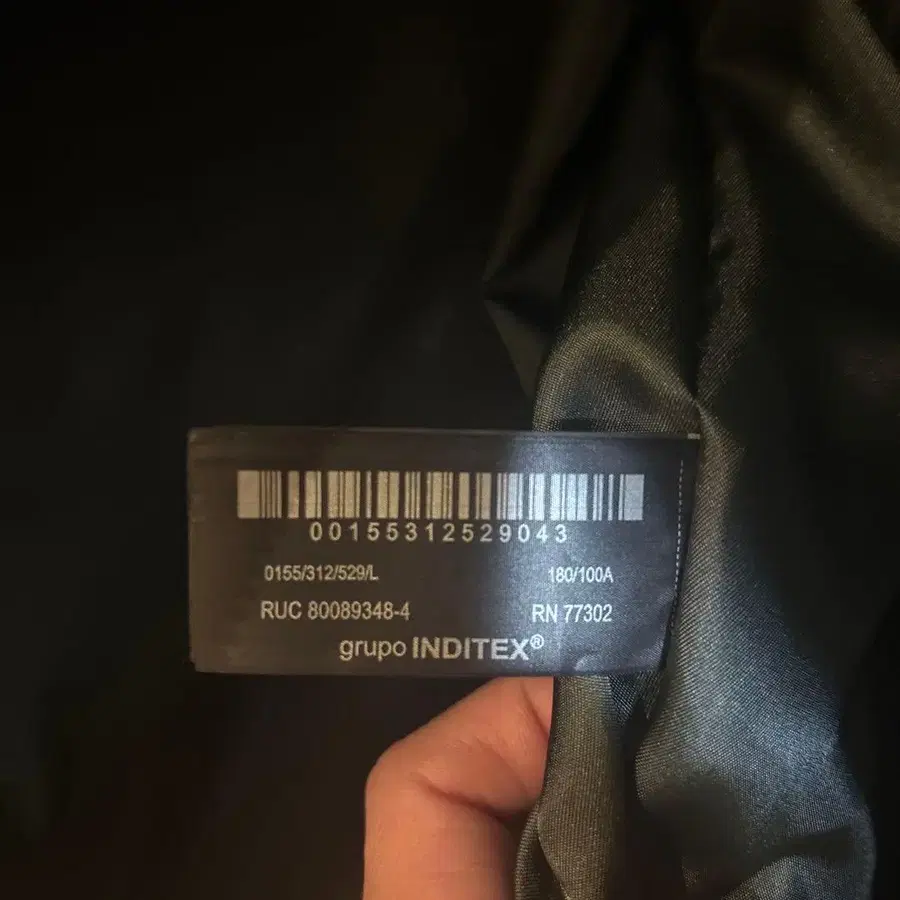 00155312529043
0155/312/529/L 180/100A
RUC 80089348-4 RN 77302
grupo INDITEX®